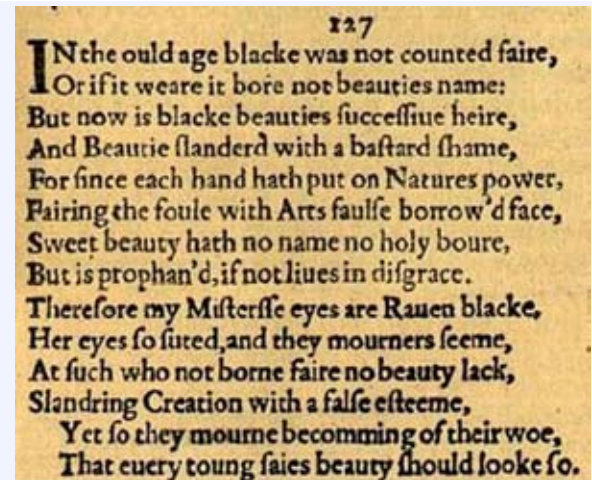 127
IN the ould age blacke was not counted faire,
Or if it weare it bore not beauties name:
But now is blacke beauties ſucceſſiue heire,
And Beautie ſlanderd with a baſtard ſhame,
For ſince each hand hath put on Natures power,
Fairing the foule with Arts faulſe borrow'd face,
Sweet beauty hath no name no holy boure,
But is prophan'd, if not liues in diſgrace.
Therefore my Miſterſſe eyes are Rauen blacke,
Her eyes ſo ſuted, and they mourners ſeeme,
At ſuch who not borne faire no beauty lack,
Slandring Creation with a falſe eſteeme,
Yet ſo they mourne becomming of their woe,
That euery toung ſaies beauty ſhould looke ſo.